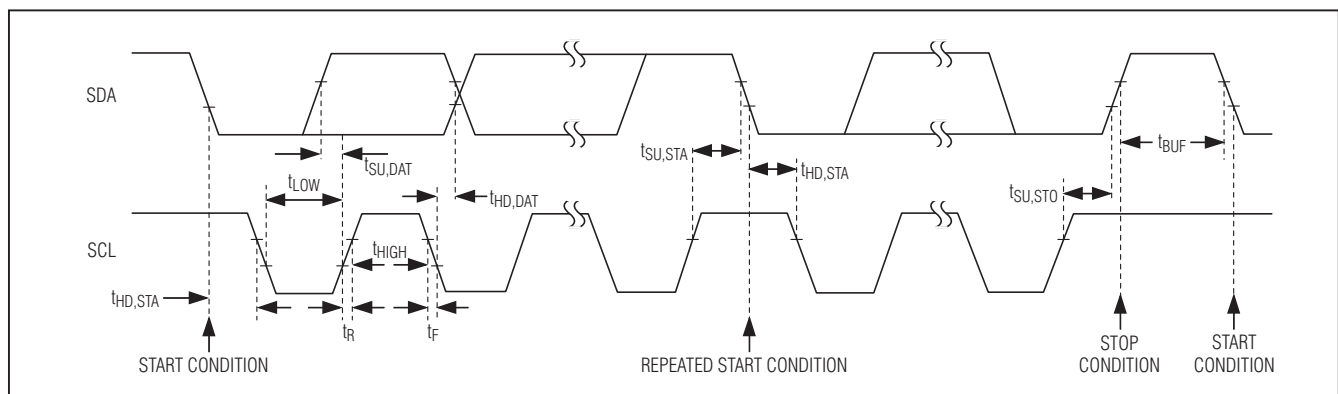 SDA
tSU,DAT
tLOW
tHD,DAT
tSU,STA
tHD,STA
tBUF
tSU,STO
SCL
tHIGH
tHD,STA
tR
tF
START CONDITION
REPEATED START CONDITION
STOP
CONDITION
START
CONDITION